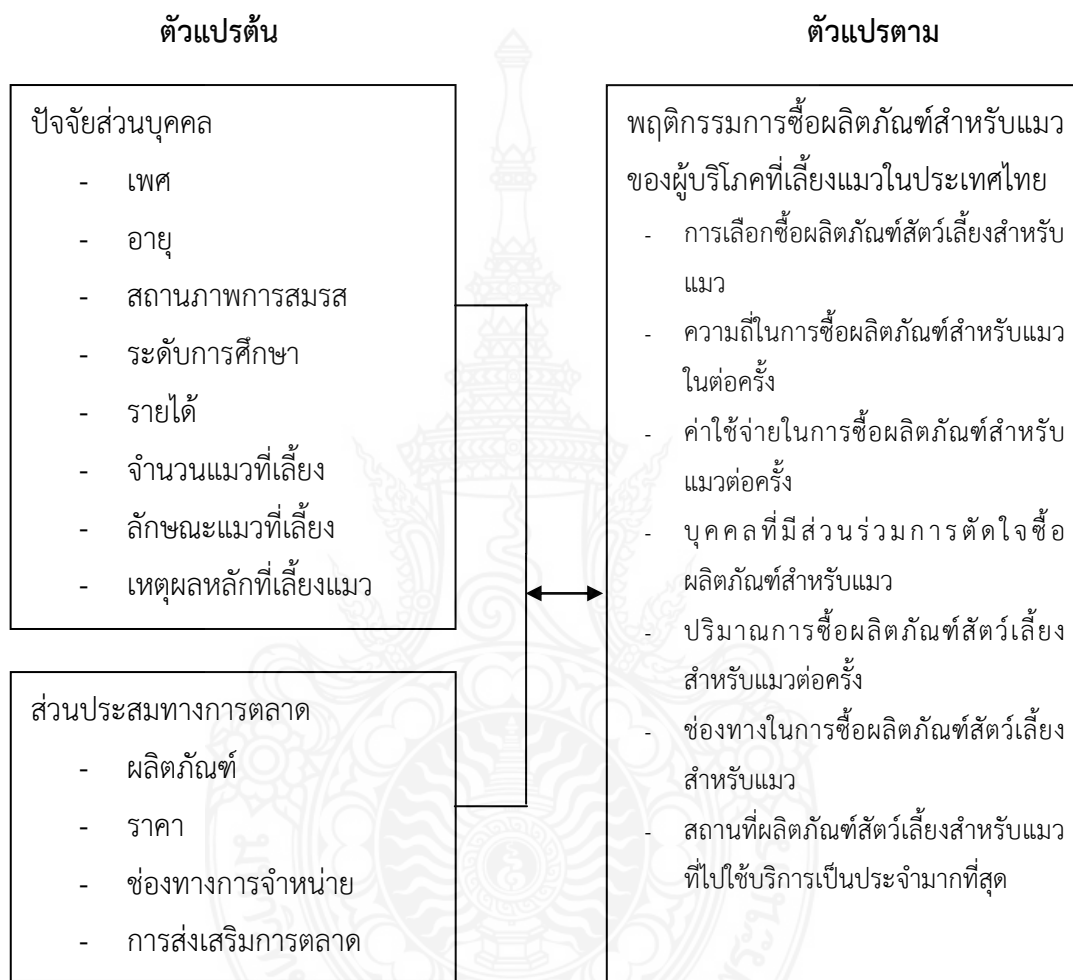 ตัวแปรต้น
ตัวแปรตาม
ปัจจัยส่วนบุคคล
- เพศ
- อายุ
- สถานภาพการสมรส
- ระดับการศึกษา
- รายได้
- จำนวนแมวที่เลี้ยง
- ลักษณะแมวที่เลี้ยง
- เหตุผลหลักที่เลี้ยงแมว
ส่วนประสมทางการตลาด
- ผลิตภัณฑ์
- ราคา
- ช่องทางการจำหน่าย
- การส่งเสริมการตลาด
พฤติกรรมการซื้อผลิตภัณฑ์สำหรับแมว
ของผู้บริโภคที่เลี้ยงแมวในประเทศไทย
- การเลือกซื้อผลิตภัณฑ์สัตว์เลี้ยงสำหรับ
แมว
- ความถี่ในการซื้อผลิตภัณฑ์สำหรับแมว
ในต่อครั้ง
- ค่าใช้จ่ายในการซื้อผลิตภัณฑ์สำหรับ
แมวต่อครั้ง
- บุคคลที่มีส่วนร่วมการตัดใจซื้อ
ผลิตภัณฑ์สำหรับแมว
- ปริมาณการซื้อผลิตภัณฑ์สัตว์เลี้ยง
สำหรับแมวต่อครั้ง
- ช่องทางในการซื้อผลิตภัณฑ์สัตว์เลี้ยง
สำหรับแมว
- สถานที่ผลิตภัณฑ์สัตว์เลี้ยงสำหรับแมว
ที่ไปใช้บริการเป็นประจำมากที่สุด